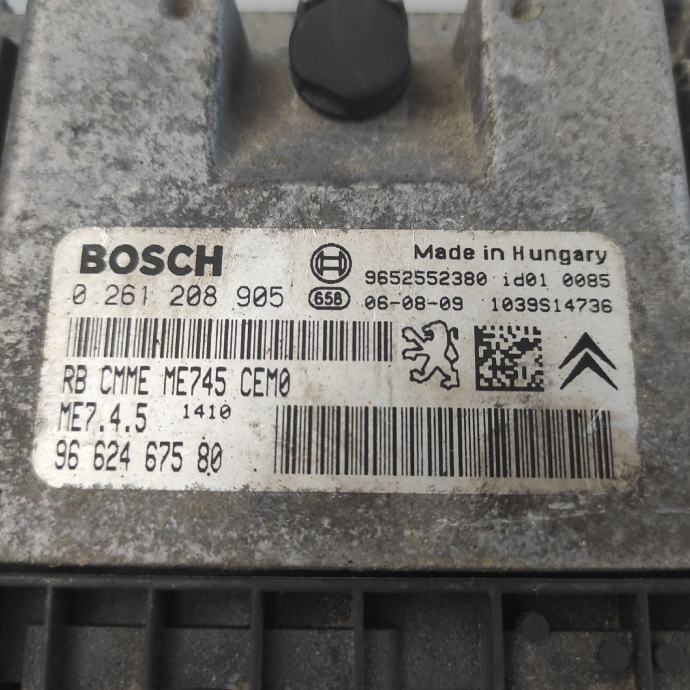 BOSCH
Made in Hungary
9652552380 id01 0085
0 261 208 905
658
06-08-09 1039S14736
RB CMME ME745 CEM0
ME7.4.5 1410
96 624 675 80